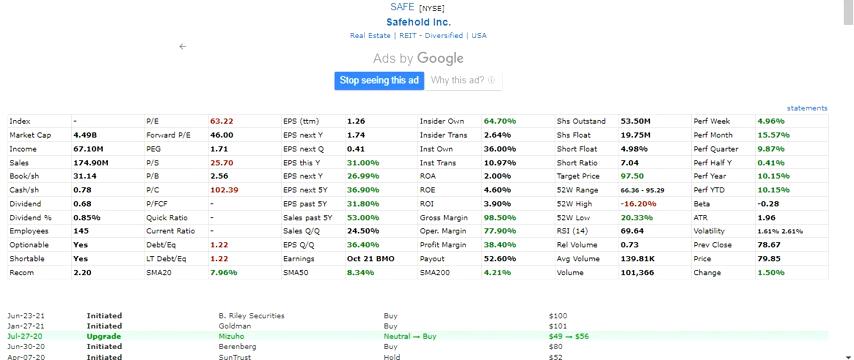 SAFE [NYSE]
Safehold Inc.
Real Estate | REIT - Diversified | USA
Ads by Google
Stop seeing this ad Why this ad?
statements
Index - P/E 63.22 EPS (ttm) 1.26 Insider Own 64.70% Shs Outstand 53.50M Perf Week 4.96%
Market Cap 4.49B Forward P/E 46.00 EPS next Y 1.74 Insider Trans 2.64% Shs Float 19.75M Perf Month 15.57%
Income 67.10M PEG 1.71 EPS next Q 0.41 Inst Own 36.00% Short Float 4.98% Perf Quarter 9.87%
Sales 174.90M P/S 25.70 EPS this Y 31.00% Inst Trans 10.97% Short Ratio 7.04 Perf Half Y 0.41%
Book/sh 31.14 P/B 2.56 EPS next Y 26.99% ROA 2.00% Target Price 97.50 Perf Year 10.15%
Cash/sh 0.78 P/C 102.39 EPS next 5Y 36.90% ROE 4.60% 52W Range 66.36 - 95.29 Perf YTD 10.15%
Dividend 0.68 P/FCF - EPS past 5Y 31.80% ROI 3.90% 52W High -16.20% Beta -0.28
Dividend % 0.85% Quick Ratio - Sales past 5Y 53.00% Gross Margin 98.50% 52W Low 20.33% ATR 1.96
Employees 145 Current Ratio - Sales Q/Q 24.50% Oper. Margin 77.90% RSI (14) 69.64 Volatility 1.61% 2.61%
Optionable Yes Debt/Eq 1.22 EPS Q/Q 36.40% Profit Margin 38.40% Rel Volume 0.73 Prev Close 78.67
Shortable Yes LT Debt/Eq 1.22 Earnings Oct 21 BMO Payout 52.60% Avg Volume 139.81K Price 79.85
Recom 2.20 SMA20 7.96% SMA50 8.34% SMA200 4.21% Volume 101,366 Change 1.50%
Jun-23-21 Initiated B. Riley Securities Buy $100
Jan-27-21 Initiated Goldman Buy $101
Jul-27-20 Upgrade Mizuho Neutral → Buy $49 → $56
Jun-30-20 Initiated Berenberg Buy $80
Apr-07-20 Initiated SunTrust Hold $52